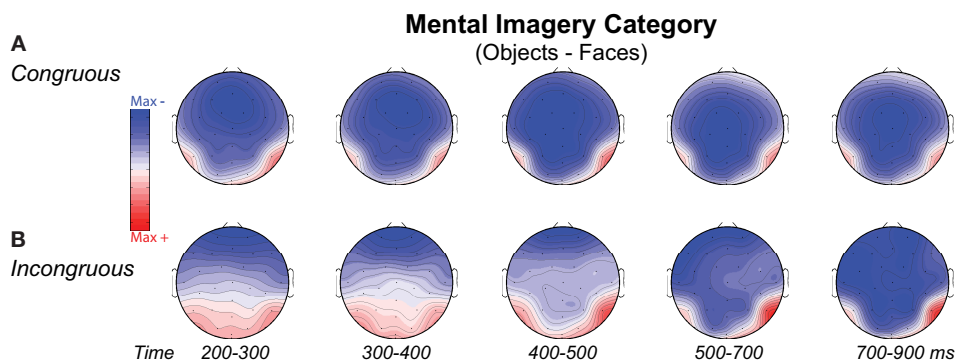 Mental Imagery Category
(Objects - Faces)
A
Congruous
Max -
Max +
B
Incongruous
Time 200-300 300-400 400-500 500-700 700-900 ms